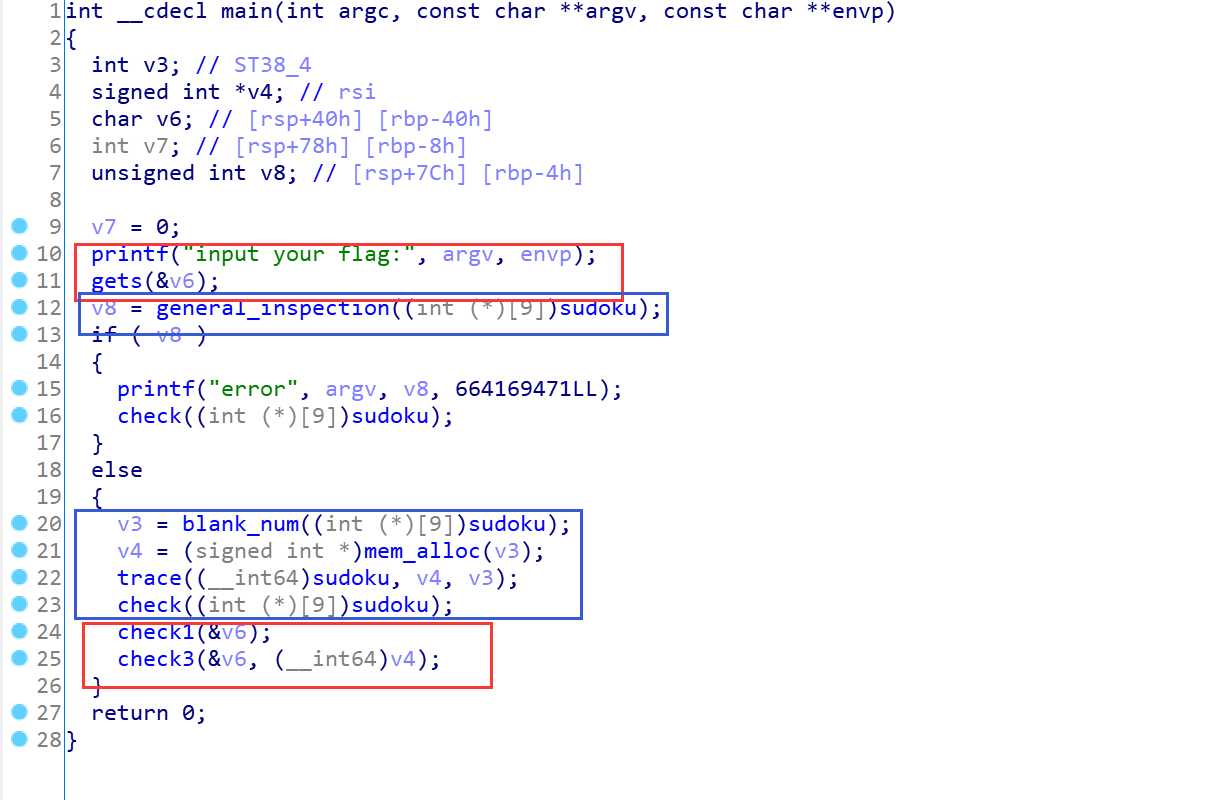 1 int __cdecl main(int argc, const char **argv, const char **envp)
2 {
3 int v3; // ST38_4
4 signed int *v4; // rsi
5 char v6; // [rsp+40h] [rbp-40h]
6 int v7; // [rsp+78h] [rbp-8h]
7 unsigned int v8; // [rsp+7Ch] [rbp-4h]
8
9 v7 = 0;
10 printf("input your flag:", argv, envp);
11 gets(&v6);
12 v8 = general_inspection((int (*)[9])sudoku);
13 if ( v8 )
14 {
15 printf("error", argv, v8, 664169471LL);
16 check((int (*)[9])sudoku);
17 }
18 else
19 {
20 v3 = blank_num((int (*)[9])sudoku);
21 v4 = (signed int *)mem_alloc(v3);
22 trace((__int64)sudoku, v4, v3);
23 check((int (*)[9])sudoku);
24 check1(&v6);
25 check3(&v6, (__int64)v4);
26 }
27 return 0;
28 }